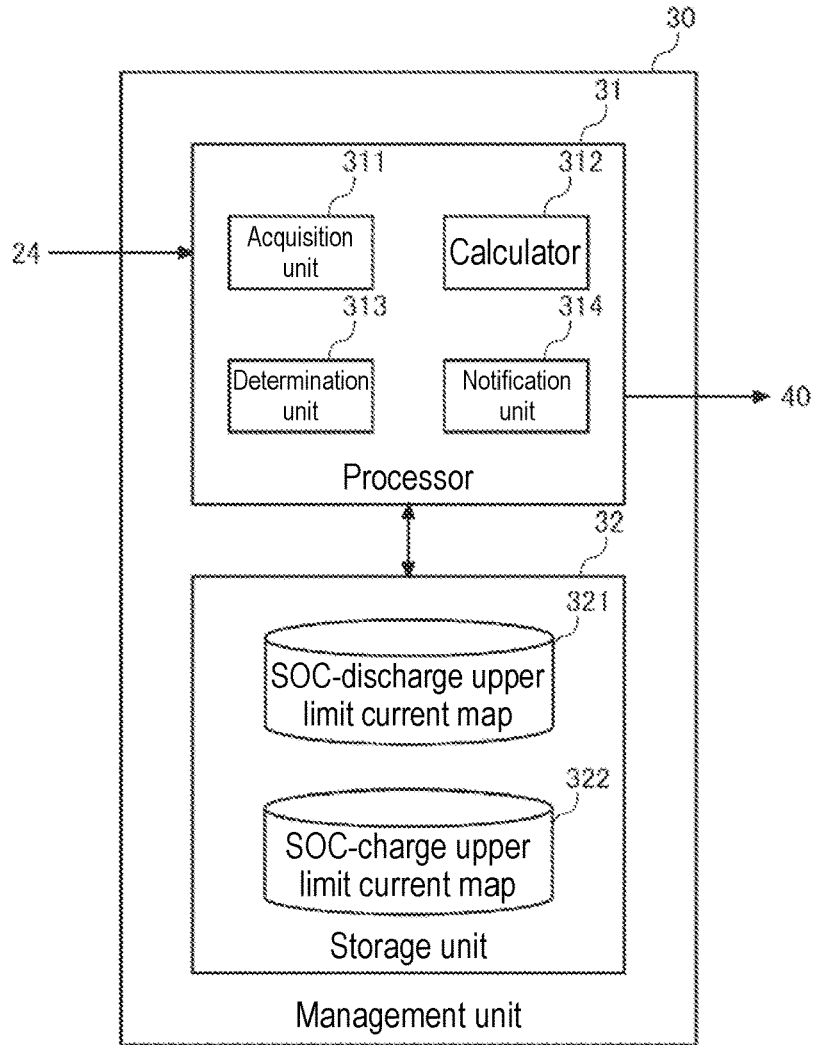 30
31
311
312
24
Acquisition
unit
Calculator
313
314
Determination
unit
Notification
unit
40
Processor
32
321
SOC-discharge upper
limit current map
322
SOC-charge upper
limit current map
Storage unit
Management unit